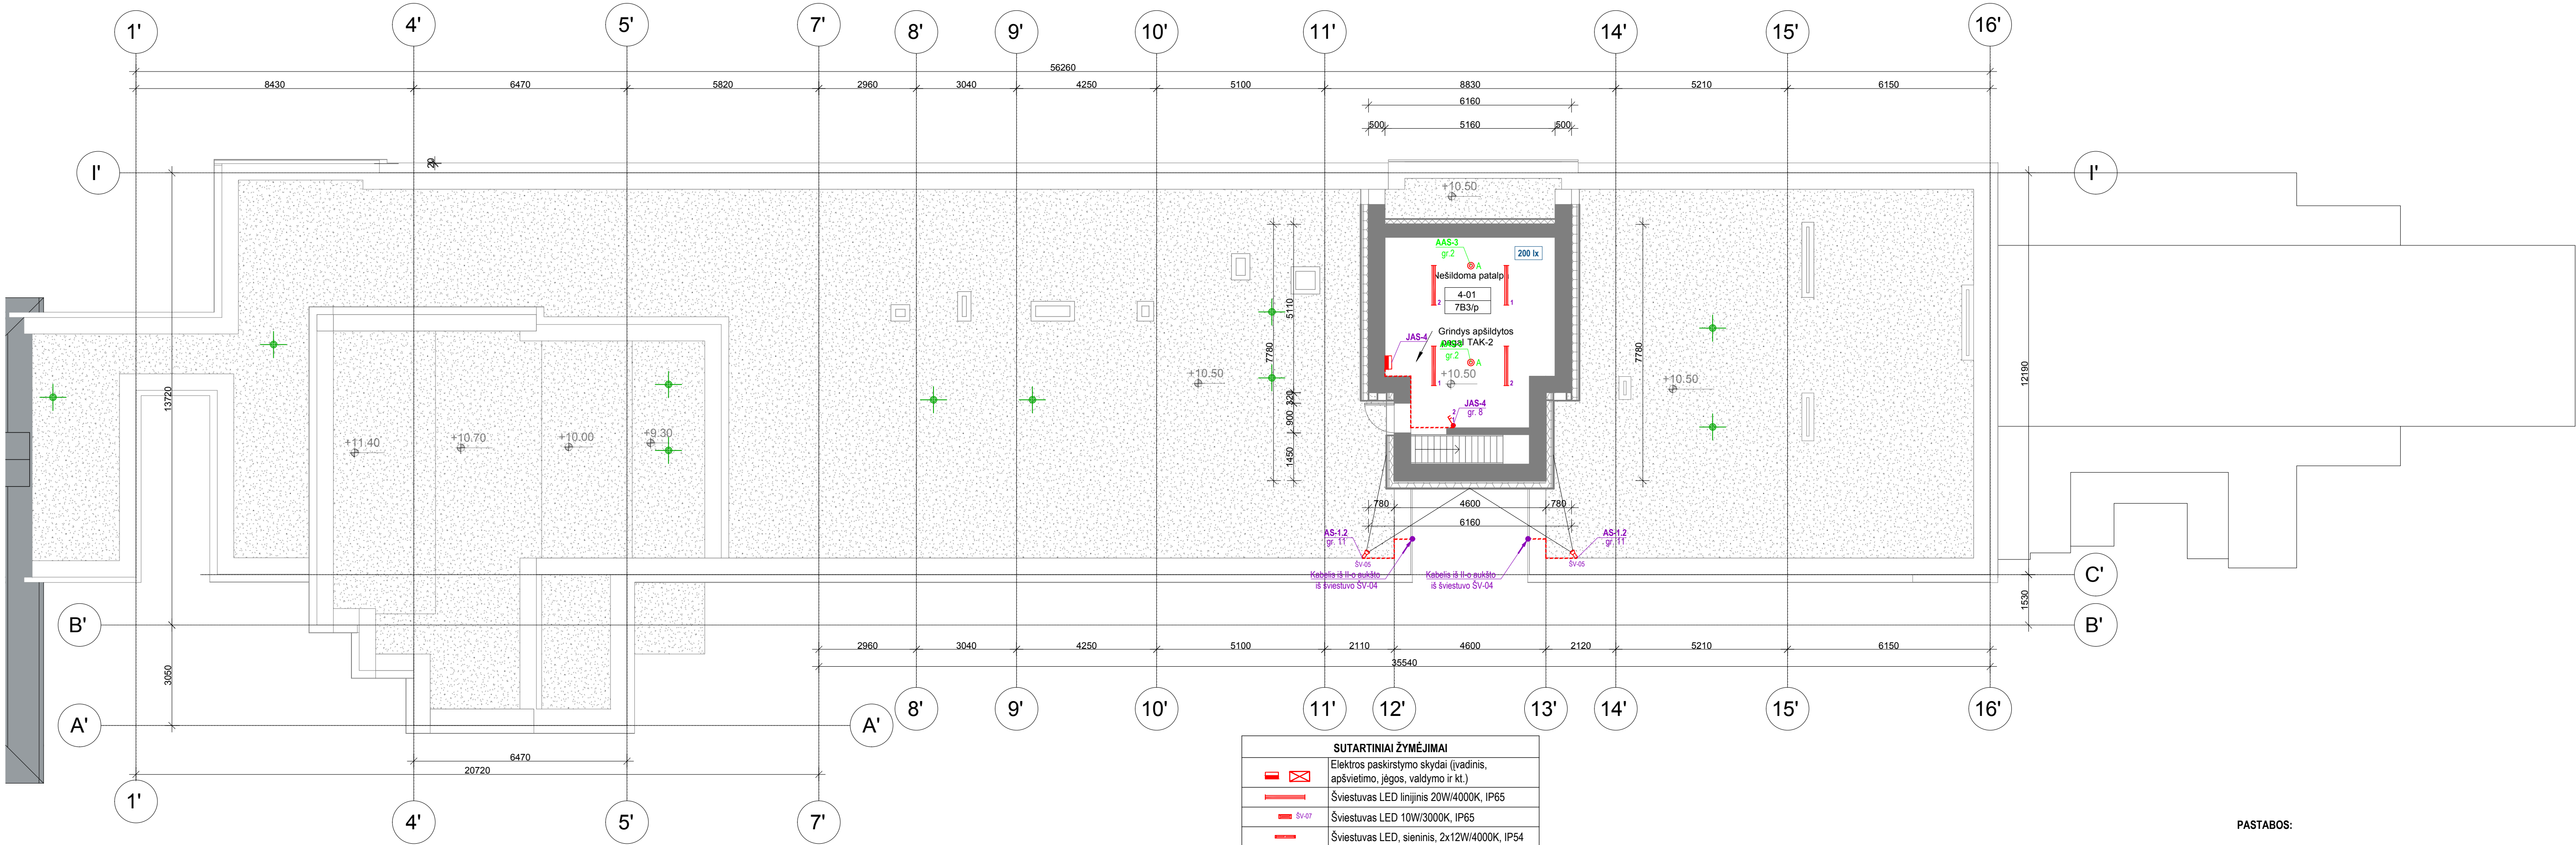 1'
4'
5'
7'
8'
9'
10'
11'
14'
15'
16'
56260
8430
6470
5820
2960
3040
4250
5100
8830
5210
6150
6160
500
5160
500
20
I'
I'
+10.50
AAS-3
gr.2
200 lx
A
Nešildoma patalp
4-01
7B3/p
2
1
5110
7780
7780
12190
JAS-4
Grindys apšildytos
pagal TAK-2
gr.2
A
+10.50
1
2
+10.50
+10.50
320
900
1450
JAS-4
gr. 8
2
1
13720
+11.40
+10.70
+10.00
+9.30
780
4600
780
6160
AS-1.2
gr. 11
AS-1.2
gr. 11
ŠV-05
ŠV-05
Kabelis iš II-o aukšto
iš šviestuvo ŠV-04
Kabelis iš II-o aukšto
iš šviestuvo ŠV-04
C'
1530
B'
B'
2960
3040
4250
5100
2110
4600
2120
5210
6150
35540
3050
A'
A'
8'
9'
10'
11'
12'
13'
14'
15'
16'
6470
20720
1'
4'
5'
7'
SUTARTINIAI ŽYMĖJIMAI
Elektros paskirstymo skydai (įvadinis,
apšvietimo, jėgos, valdymo ir kt.)
Šviestuvas LED linijinis 20W/4000K, IP65
ŠV-07
Šviestuvas LED 10W/3000K, IP65
Šviestuvas LED, sieninis, 2x12W/4000K, IP54
PASTABOS: